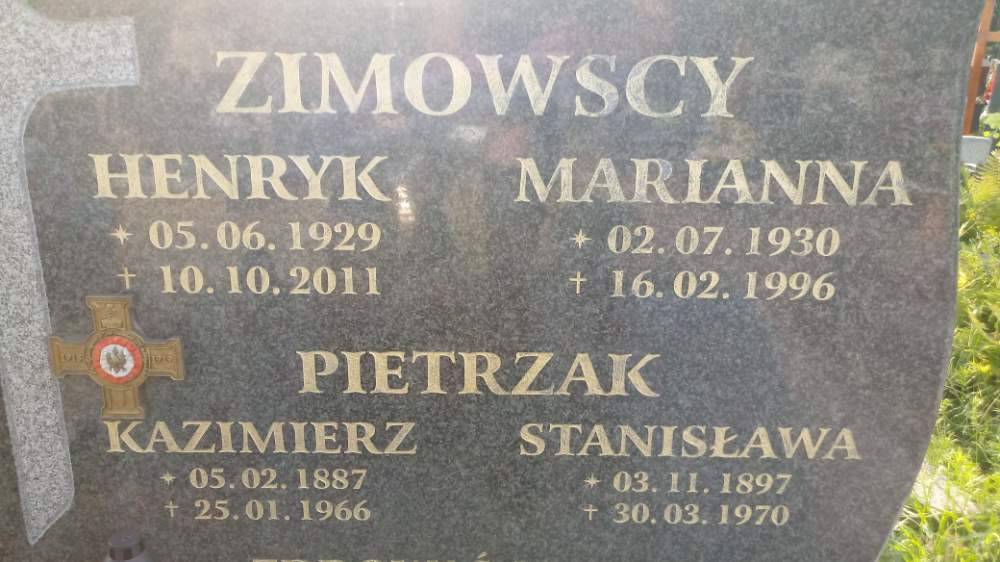 ZIMOWSCY
HENRYK MARIANNA
* 05.06.1929 * 02.07.1930
† 10.10.2011 † 16.02.1996
PIETRZAK
KAZIMIERZ STANISŁAWA
* 05.02.1887 * 03.11.1897
† 25.01.1966 † 30.03.1970